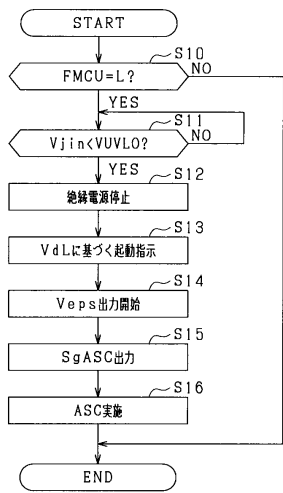 START
S10
FMCU=L?
NO
YES
S11
Vjin<VUVLO?
NO
YES
S12
絶縁電源停止
S13
VdLに基づく起動指示
S14
Veps出力開始
S15
SgASC出力
S16
ASC実施
END